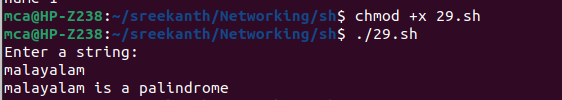 mca@HP-Z238:~/sreekanth/Networking/sh$ chmod +x 29.sh
mca@HP-Z238:~/sreekanth/Networking/sh$ ./29.sh
Enter a string:
malayalam
malayalam is a palindrome